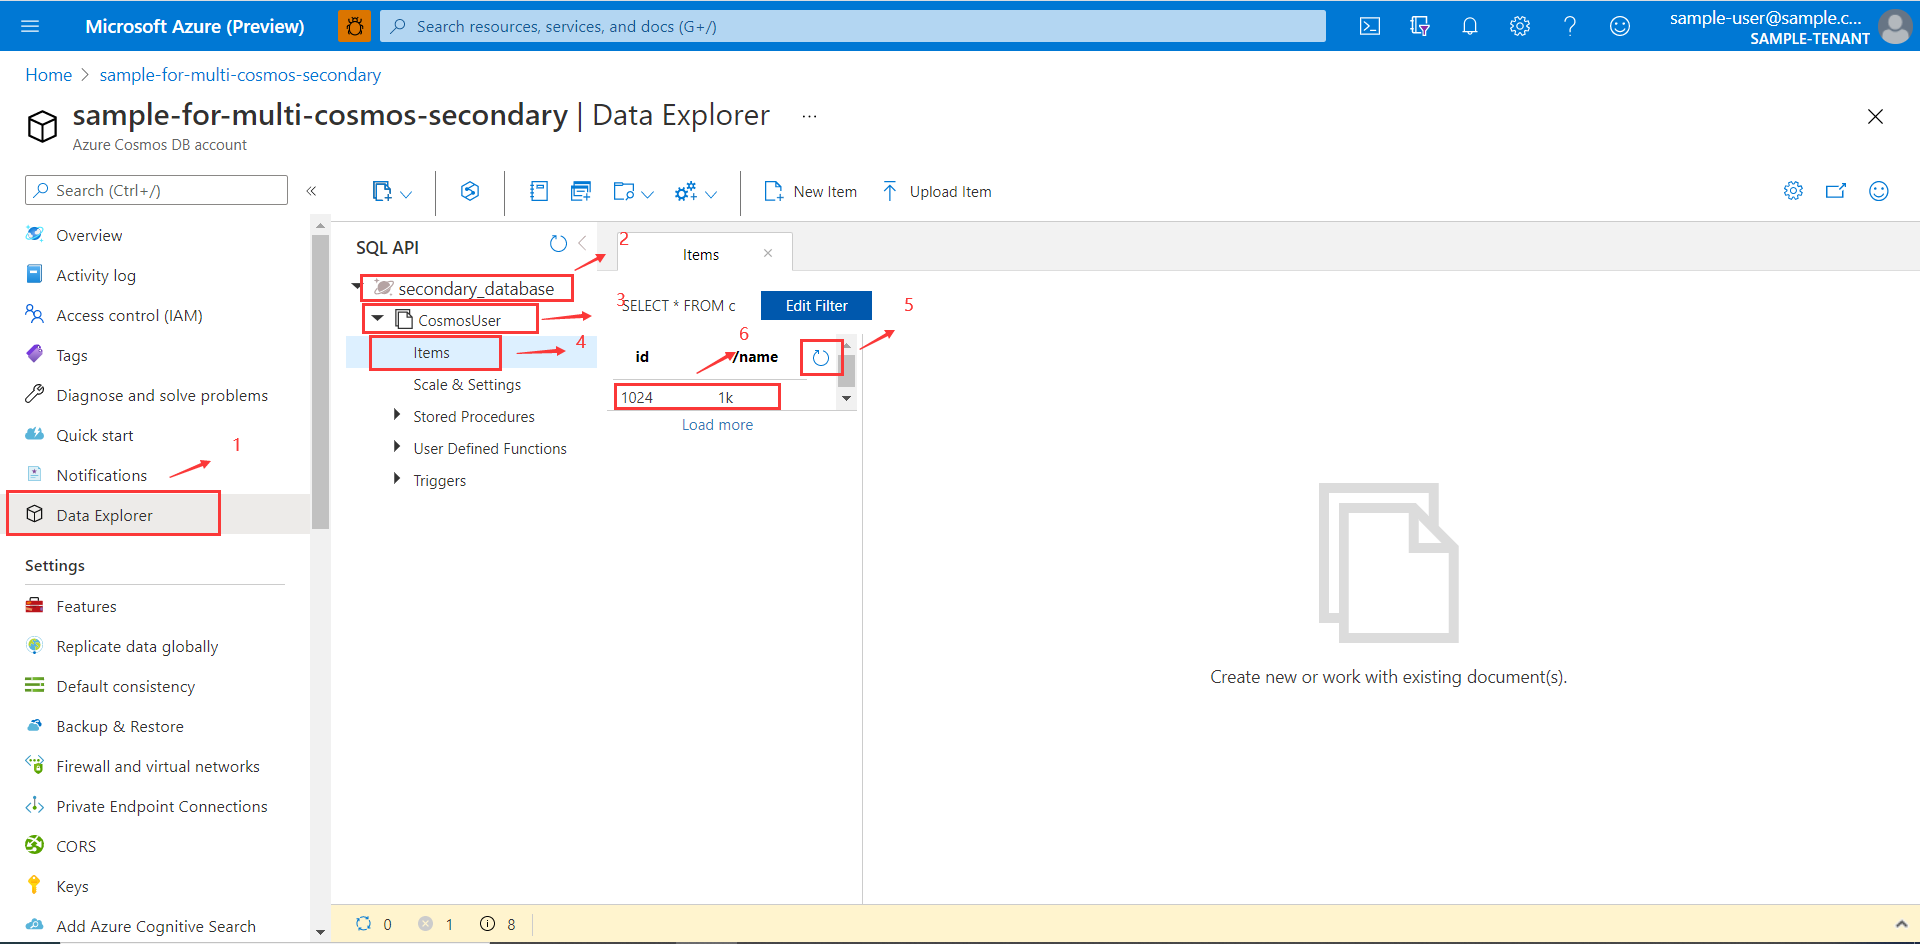 Microsoft Azure (Preview)
Search resources, services, and docs (G+/)
sample-user@sample.c...
SAMPLE-TENANT
Home > sample-for-multi-cosmos-secondary
sample-for-multi-cosmos-secondary | Data Explorer ...
Azure Cosmos DB account
Search (Ctrl+/)
«
New Item
Upload Item
Overview
Activity log
Access control (IAM)
Tags
Diagnose and solve problems
Quick start
1
Notifications
Data Explorer
Settings
Features
Replicate data globally
Default consistency
Backup & Restore
Firewall and virtual networks
Private Endpoint Connections
CORS
Keys
Add Azure Cognitive Search
SQL API
2
secondary_database
CosmosUser
3
Items
4
Scale & Settings
Stored Procedures
User Defined Functions
Triggers
Items
SELECT * FROM c
Edit Filter
5
6
id /name
1024 1k
Load more
Create new or work with existing document(s).
0 1 8